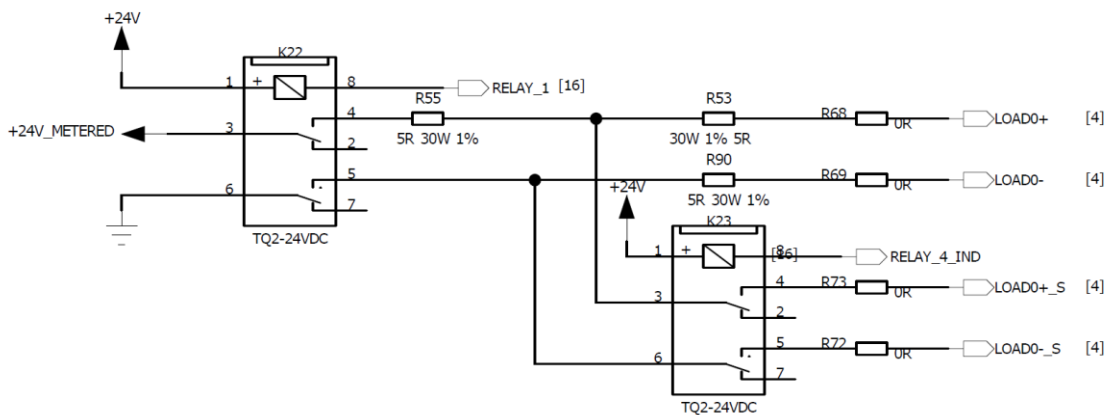 +24V
K22
1 + 8 RELAY_1 [16]
R55 R53
4 R68 LOAD0+ [4]
+24V_METERED 3 5R 30W 1% 30W 1% 5R 0R
2
R90
5 R69 LOAD0- [4]
6 +24V 0R
7 5R 30W 1%
TQ2-24VDC K23
1 + 8 [16] RELAY_4_IND
4 R73 LOAD0+_S [4]
3 0R
2
5 R72 LOAD0-_S [4]
6 0R
7
TQ2-24VDC